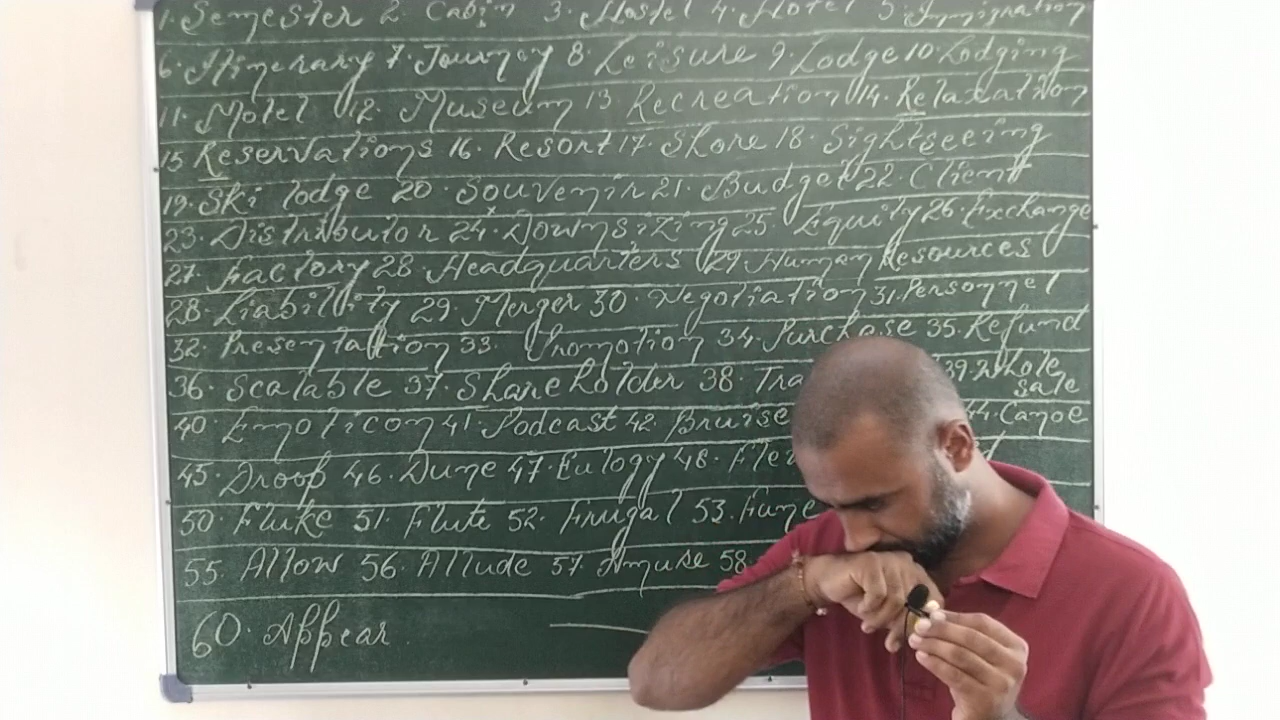 1. Semester 2. Cabin 3. Hostel 4. Hotel 5. Immigration
6. Itinerary 7. Journey 8. Leisure 9. Lodge 10. Lodging
11. Motel 12. Museum 13. Recreation 14. Relaxation
15 Reservations 16. Resort 17. Shore 18. Sightseeing
19. Ski lodge 20. Souvenir 21. Budget 22. Client
23. Distributor 24. Downsizing 25. Equity 26. Exchange
27. Factory 28. Headquarters 29. Human Resources
28. Liability 29. Merger 30. Negotiation 31. Personnel
32. Presentation 33. Promotion 34. Purchase 35. Refund
36. Scalable 37. Shareholder 38. Tra 39. Whole sale
40. Emoticon 41. Podcast 42. Bruise 44. Canoe
45. Droop 46. Dune 47. Eulogy 48.
50. Fluke 51. Flute 52. Frugal 53.
55. Allow 56. Allude 57. Amuse 58.
60. Appear